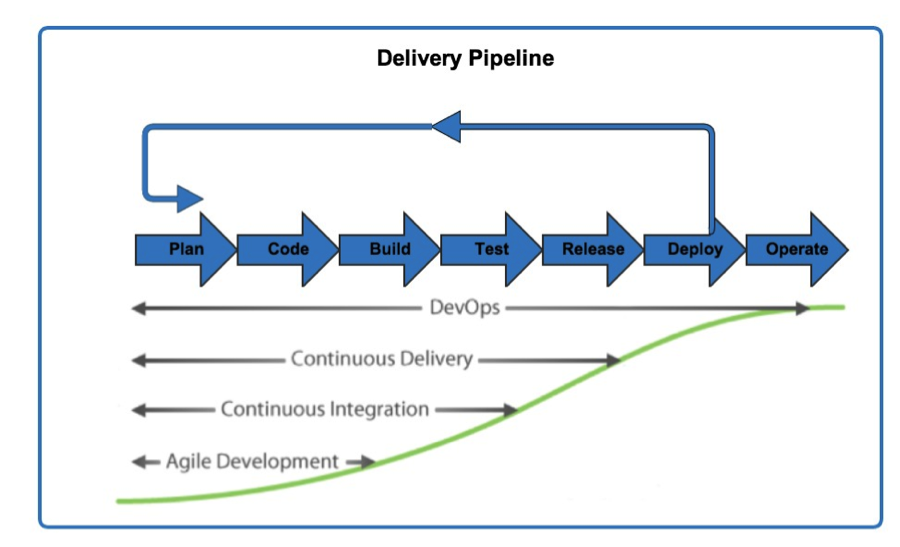 Delivery Pipeline
Plan
Code
Build
Test
Release
Deploy
Operate
DevOps
Continuous Delivery
Continuous Integration
Agile Development